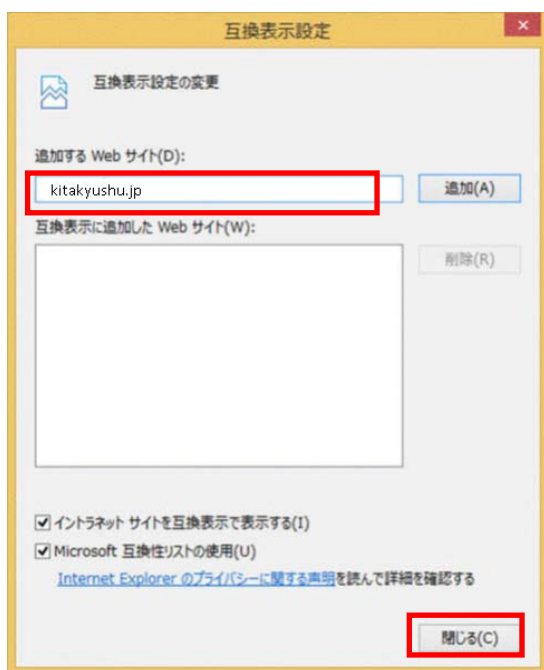 互換表示設定
互換表示設定の変更
追加する Web サイト(D):
kitakyushu.jp
追加(A)
互換表示に追加した Web サイト(W):
削除(R)
イントラネット サイトを互換表示で表示する(I)
Microsoft 互換性リストの使用(U)
Internet Explorer のプライバシーに関する声明を読んで詳細を確認する
閉じる(C)